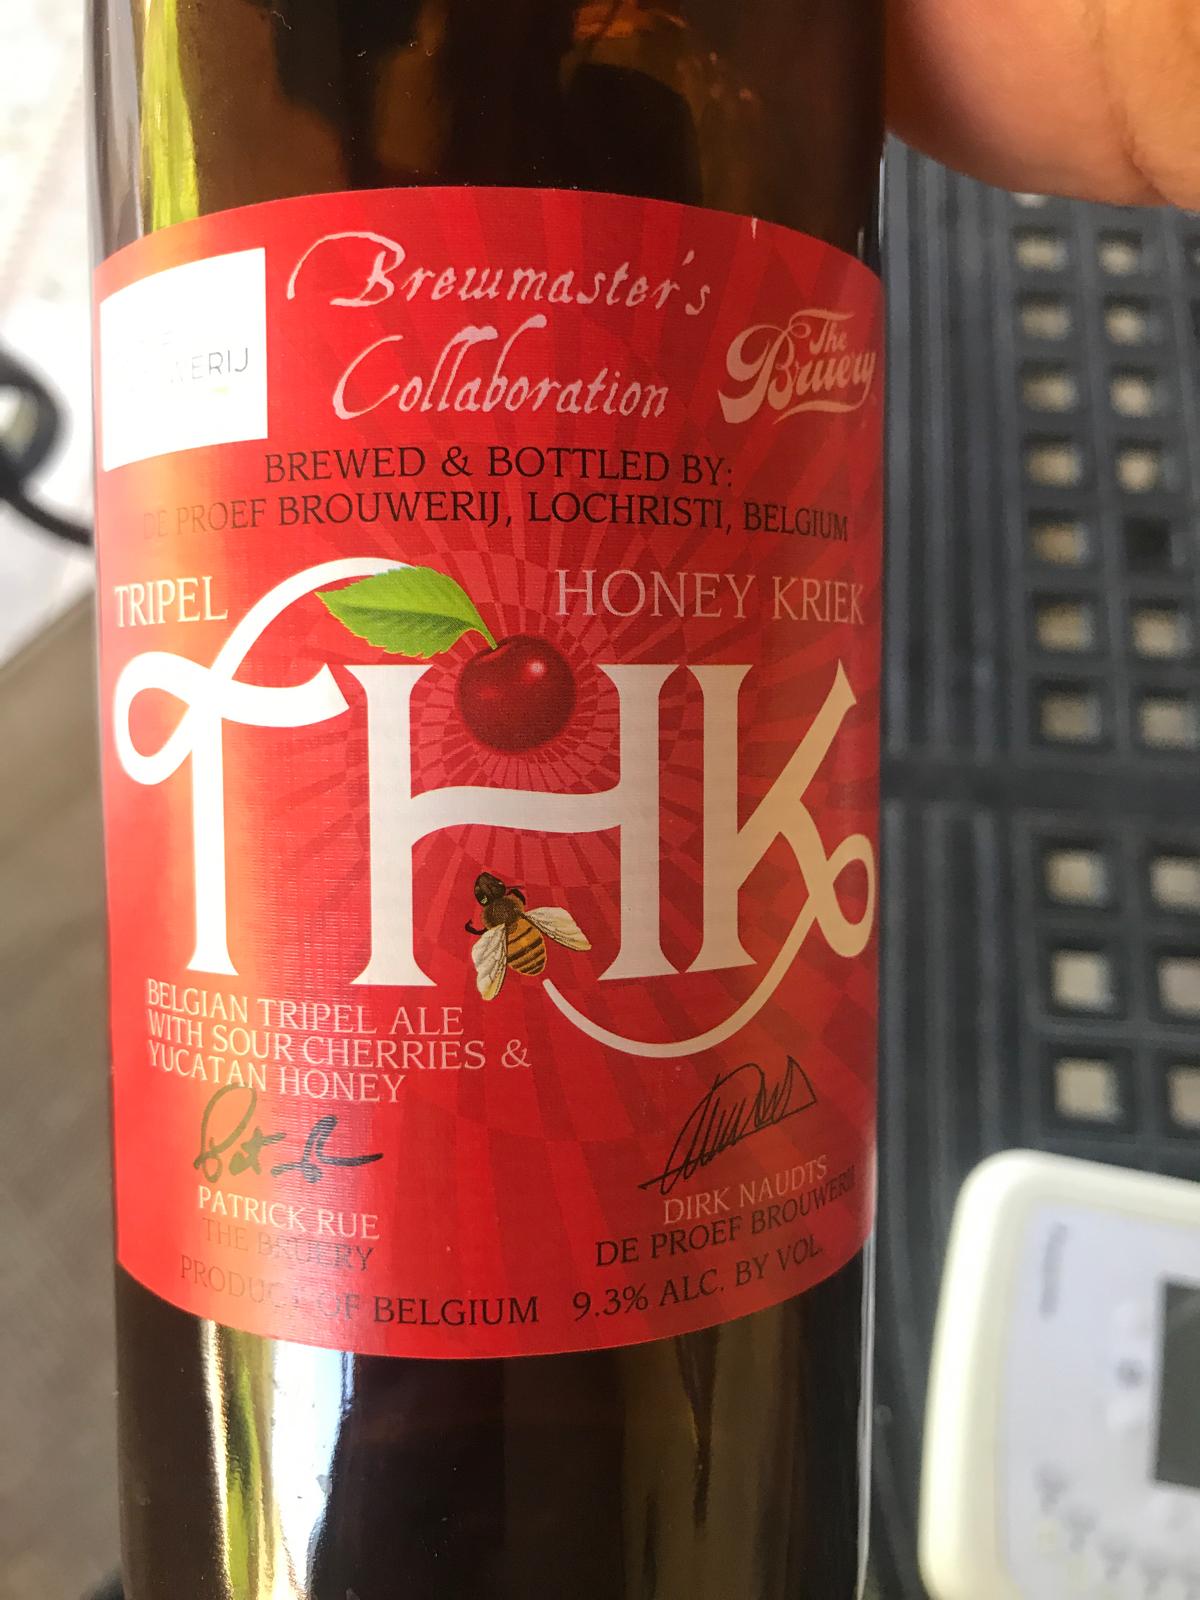 Brewmaster's
Collaboration
The
Bruery
BREWED & BOTTLED BY:
DE PROEF BROUWERIJ, LOCHRISTI, BELGIUM
TRIPEL HONEY KRIEK
THK
BELGIAN TRIPEL ALE
WITH SOUR CHERRIES &
YUCATAN HONEY
PATRICK RUE
THE BRUERY
DIRK NAUDTS
DE PROEF BROUWERIJ
PRODUCT OF BELGIUM 9.3% ALC. BY VOL.